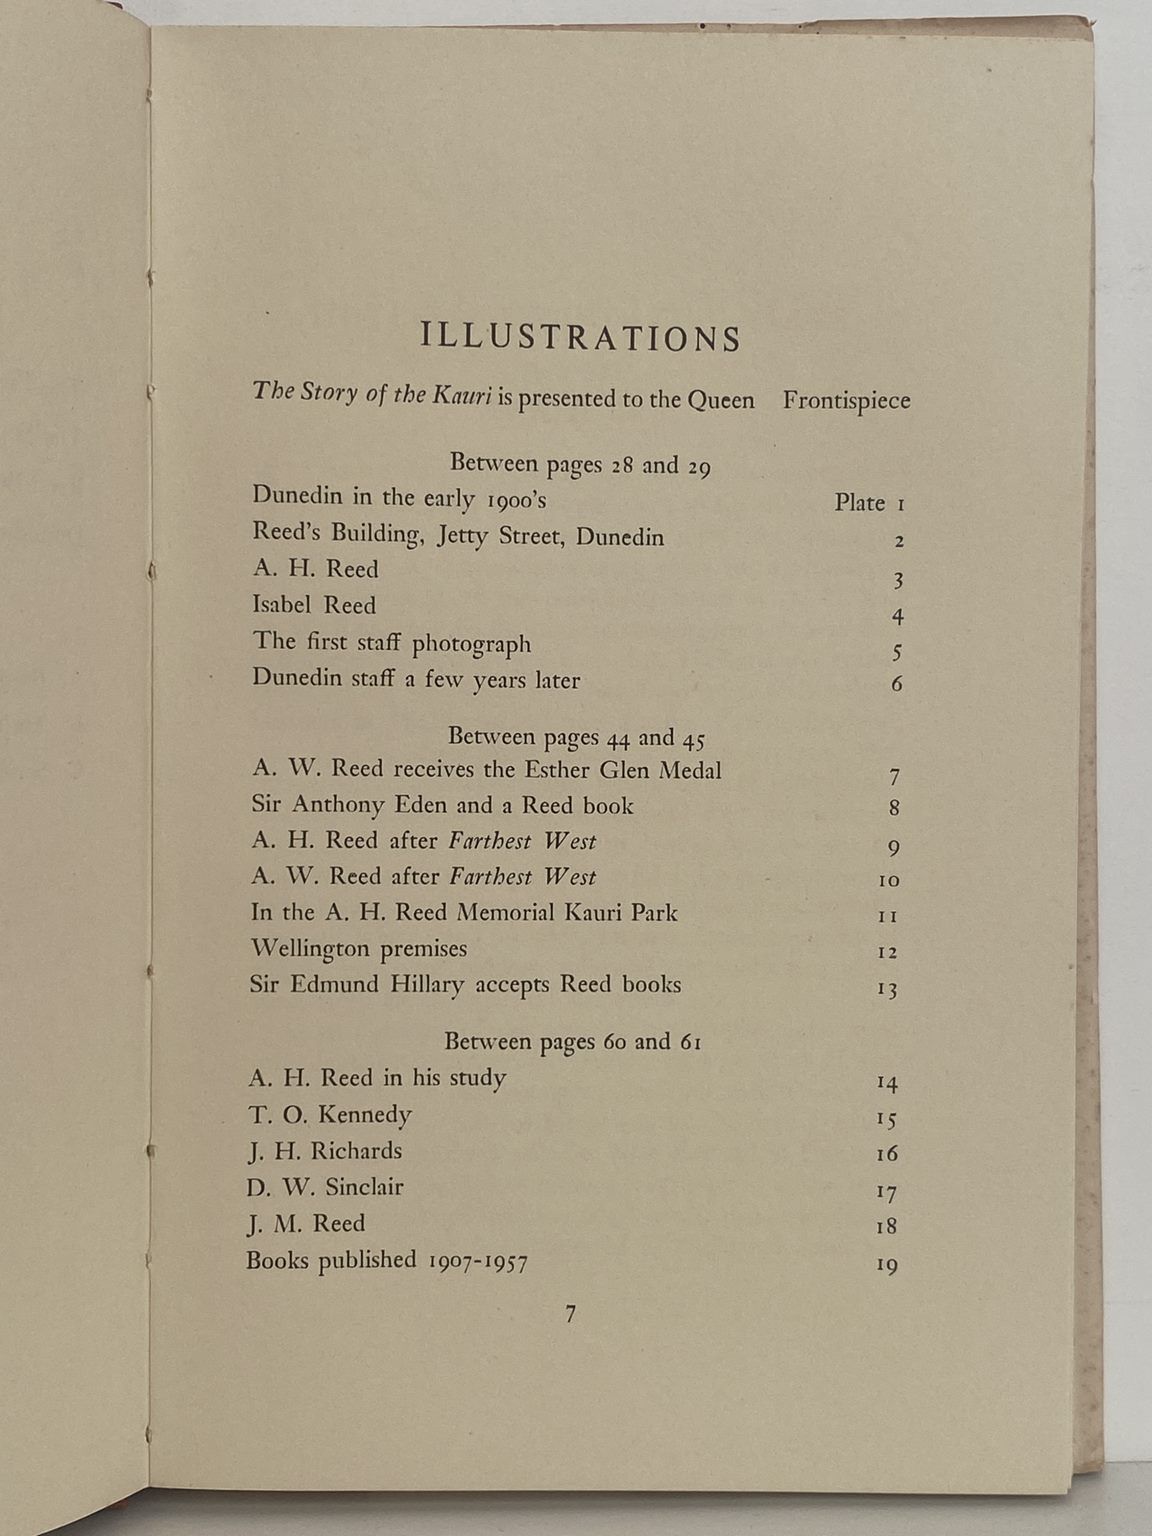 ILLUSTRATIONS
The Story of the Kauri is presented to the Queen Frontispiece
Between pages 28 and 29
Dunedin in the early 1900's Plate 1
Reed's Building, Jetty Street, Dunedin 2
A. H. Reed 3
Isabel Reed 4
The first staff photograph 5
Dunedin staff a few years later 6
Between pages 44 and 45
A. W. Reed receives the Esther Glen Medal 7
Sir Anthony Eden and a Reed book 8
A. H. Reed after Farthest West 9
A. W. Reed after Farthest West 10
In the A. H. Reed Memorial Kauri Park 11
Wellington premises 12
Sir Edmund Hillary accepts Reed books 13
Between pages 60 and 61
A. H. Reed in his study 14
T. O. Kennedy 15
J. H. Richards 16
D. W. Sinclair 17
J. M. Reed 18
Books published 1907-1957 19
7